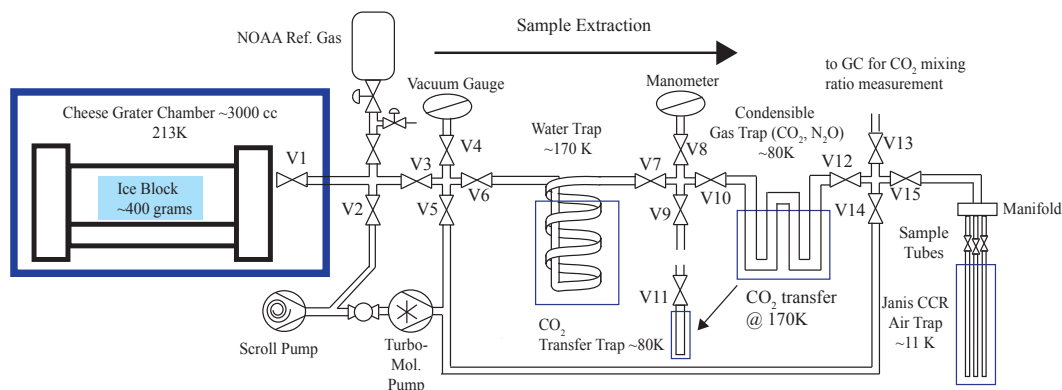 Sample Extraction
NOAA Ref. Gas
Vacuum Gauge
Manometer
to GC for CO2 mixing
ratio measurement
Cheese Grater Chamber ~3000 cc
213K
Condensible
Gas Trap (CO2, N2O)
~80K
Water Trap
~170 K
V1
V3
V4
V6
V7
V8
V10
V12
V13
V15
Ice Block
~400 grams
V2
V5
V9
V14
Manifold
Sample
Tubes
V11
CO2 transfer
@ 170K
Janis CCR
Air Trap
~11 K
CO2
Transfer Trap ~80K
Scroll Pump
Turbo-
Mol.
Pump